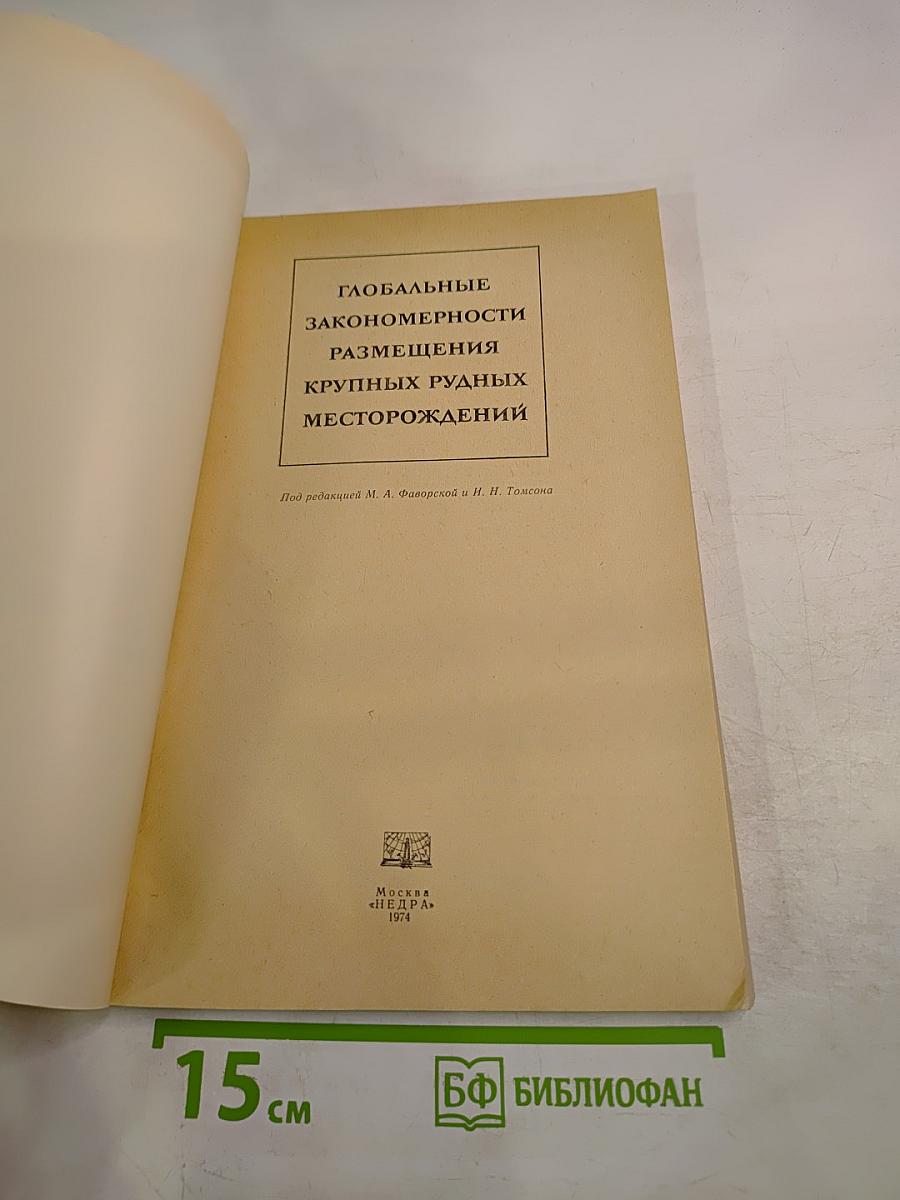 ГЛОБАЛЬНЫЕ
ЗАКОНОМЕРНОСТИ
РАЗМЕЩЕНИЯ
КРУПНЫХ РУДНЫХ
МЕСТОРОЖДЕНИЙ
Под редакцией М. А. Фаворской и И. Н. Томсона
Москва
«НЕДРА»
1974
15 см
БФ БИБЛИОФАН